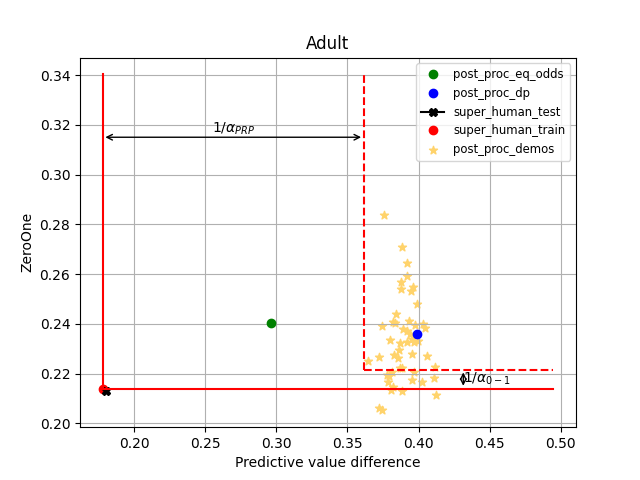 Adult
0.34
0.32
0.30
0.28
0.26
0.24
0.22
0.20
ZeroOne
post_proc_eq_odds
post_proc_dp
super_human_test
super_human_train
post_proc_demos
1/α_PRP
1/α_0−1
0.20 0.25 0.30 0.35 0.40 0.45 0.50
Predictive value difference